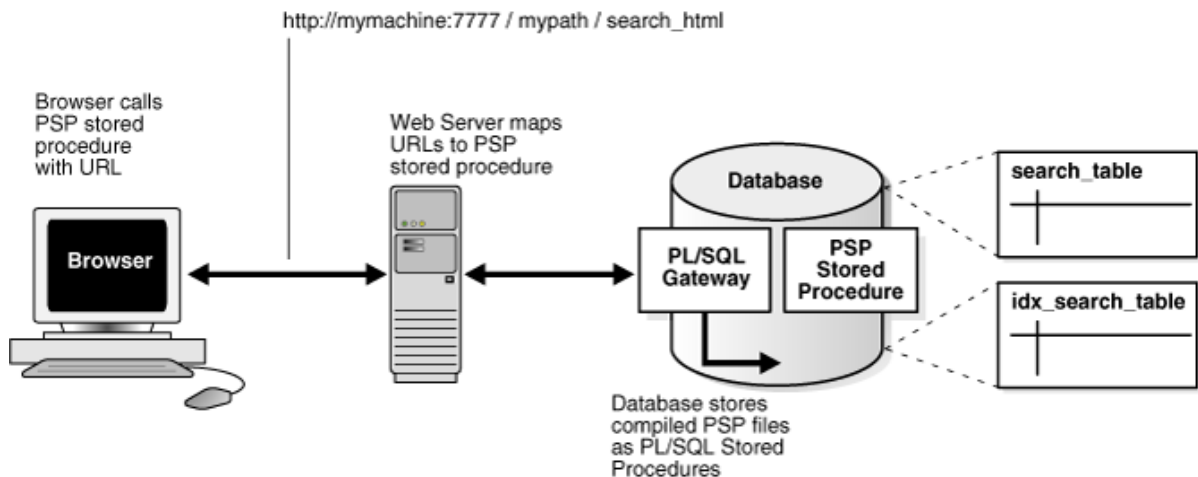 http://mymachine:7777 / mypath / search_html
Browser calls
PSP stored
procedure
with URL
Web Server maps
URLs to PSP
stored procedure
Browser
Database
PL/SQL
Gateway
PSP
Stored
Procedure
search_table
idx_search_table
Database stores
compiled PSP files
as PL/SQL Stored
Procedures